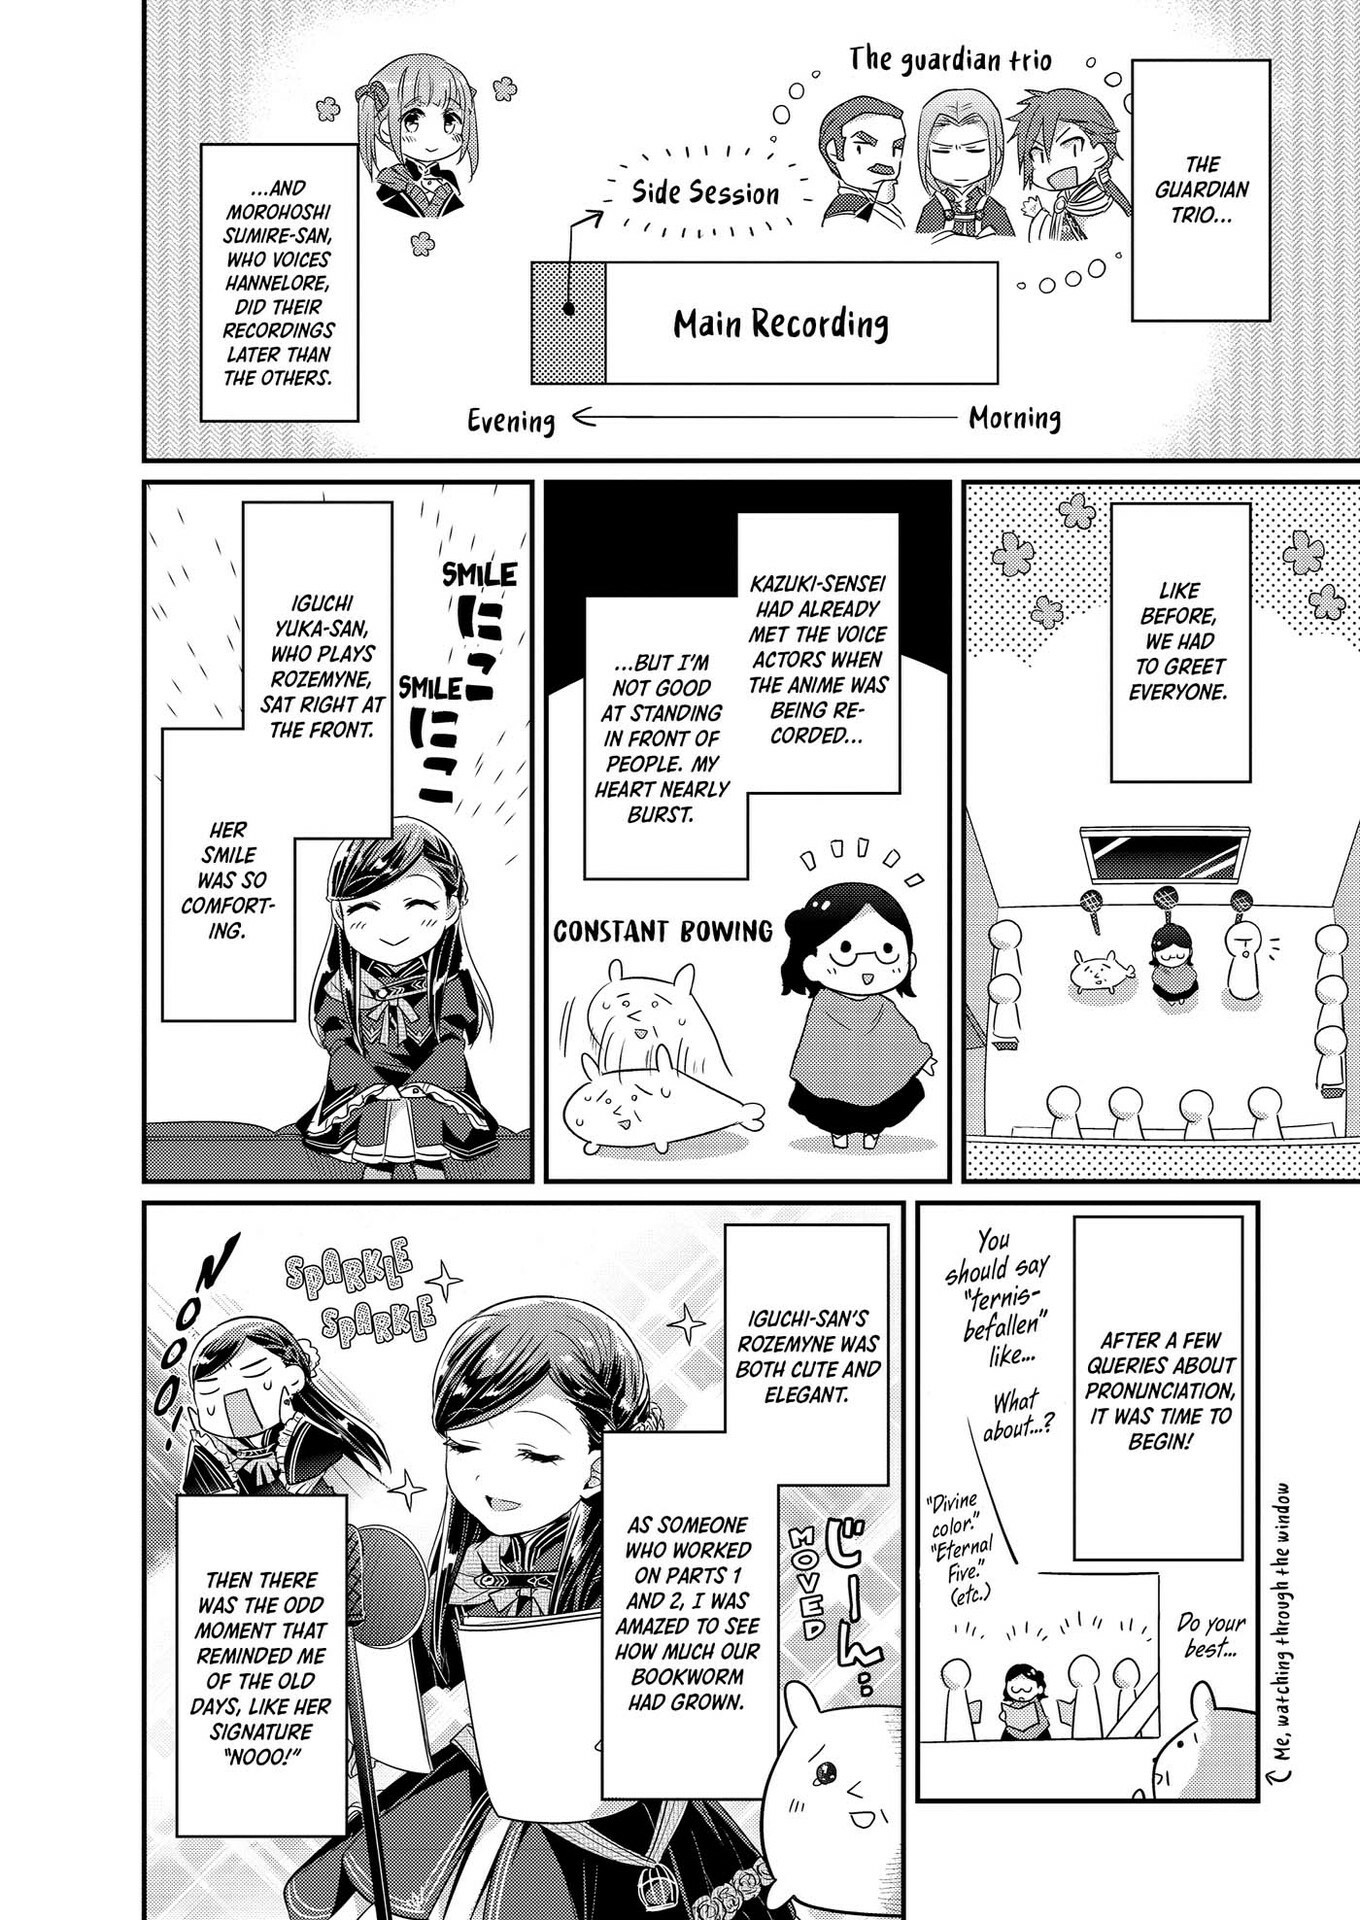 THE
GUARDIAN
TRIO...
The guardian trio
Side Session
Main Recording
Evening
Morning
...AND
MOROHOSHI
SUMIRE-SAN,
WHO VOICES
HANNELORE,
DID THEIR
RECORDINGS
LATER THAN
THE OTHERS.
LIKE
BEFORE,
WE HAD
TO GREET
EVERYONE.
KAZUKI-SENSEI
HAD ALREADY
MET THE VOICE
ACTORS WHEN
THE ANIME WAS
BEING RE-
CORDED...
...BUT I'M
NOT GOOD
AT STANDING
IN FRONT OF
PEOPLE. MY
HEART NEARLY
BURST.
CONSTANT BOWING
IGUCHI
YUKA-SAN,
WHO PLAYS
ROZEMYNE,
SAT RIGHT AT
THE FRONT.
SMILE
にこっ
SMILE
にこっ
HER
SMILE
WAS SO
COMFORT-
ING.
AFTER A FEW
QUERIES ABOUT
PRONUNCIATION,
IT WAS TIME TO
BEGIN!
You
should say
"ternis-
befallen"
like...
What
about...?
"Divine
color."
"Eternal
Five."
(etc.)
Do your
best...
Me, watching through the window
IGUCHI-SAN'S
ROZEMYNE WAS
BOTH CUTE AND
ELEGANT.
SPARKLE
SPARKLE
AS SOMEONE
WHO WORKED
ON PARTS 1
AND 2, I WAS
AMAZED TO SEE
HOW MUCH OUR
BOOKWORM
HAD GROWN.
じーん..
MOVED
NOOO!
THEN THERE
WAS THE ODD
MOMENT THAT
REMINDED ME
OF THE OLD
DAYS, LIKE HER
SIGNATURE
"NOOO!"